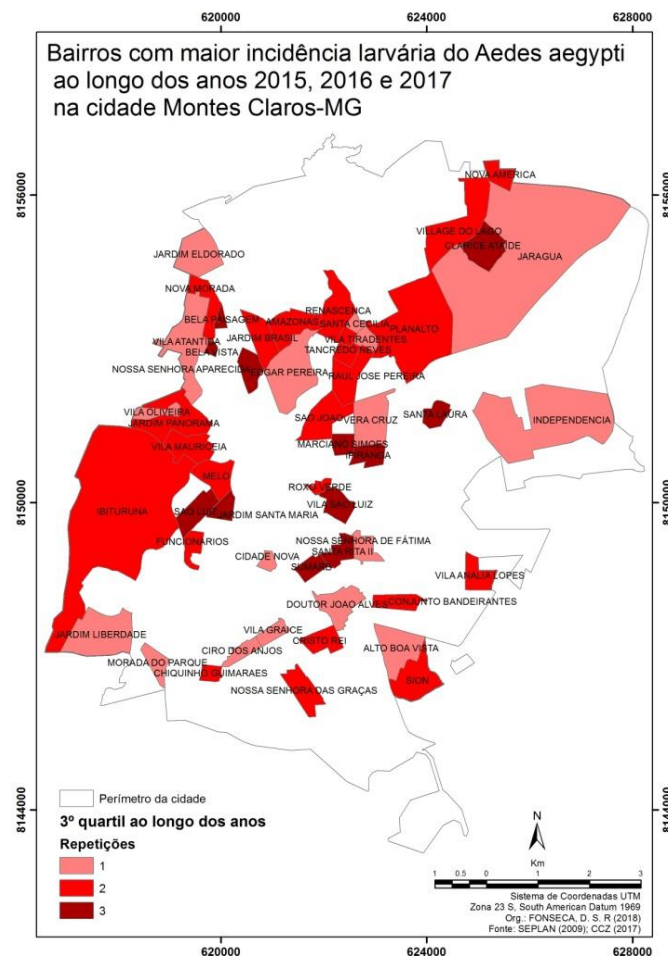 620000 624000 628000
Bairros com maior incidência larvária do Aedes aegypti
ao longo dos anos 2015, 2016 e 2017
na cidade Montes Claros-MG
8156000
8156000
NOVA AMERICA
VILLAGE DO LAGO
CLARICE ATAIDE
JARAGUA
JARDIM ELDORADO
NOVA MORADA
RENASCENCA
BELA PAISAGEM
AMAZONAS
SANTA CECILIA
PLANALTO
VILA ATANTIDA
JARDIM BRASIL
VILA TIRADENTES
BELA VISTA
TANCREDO NEVES
NOSSA SENHORA APARECIDA
EDGAR PEREIRA
RAUL JOSE PEREIRA
VILA OLIVEIRA
JARDIM PANORAMA
SAO JOAO
VERA CRUZ
SANTA LAURA
INDEPENDENCIA
VILA MAURICEIA
MARCIANO SIMOES
IPIRANGA
MELO
ROXO VERDE
8150000
8150000
IBITURUNA
SAO LUIZ
JARDIM SANTA MARIA
VILA SAO LUIZ
FUNCIONÁRIOS
NOSSA SENHORA DE FÁTIMA
CIDADE NOVA
SANTA RITA II
SUMARÉ
VILA ANALIA LOPES
DOUTOR JOAO ALVES
CONJUNTO BANDEIRANTES
JARDIM LIBERDADE
VILA GRAICE
CRISTO REI
ALTO BOA VISTA
CIRO DOS ANJOS
MORADA DO PARQUE
CHIQUINHO GUIMARAES
SION
NOSSA SENHORA DAS GRAÇAS
8144000
8144000
Perímetro da cidade
3º quartil ao longo dos anos
Repetições
1
2
3
N
Km
1 0.5 0 1 2 3
Sistema de Coordenadas UTM
Zona 23 S, South American Datum 1969
Org.: FONSECA, D. S. R (2018)
Fonte: SEPLAN (2009); CCZ (2017)
620000 624000 628000